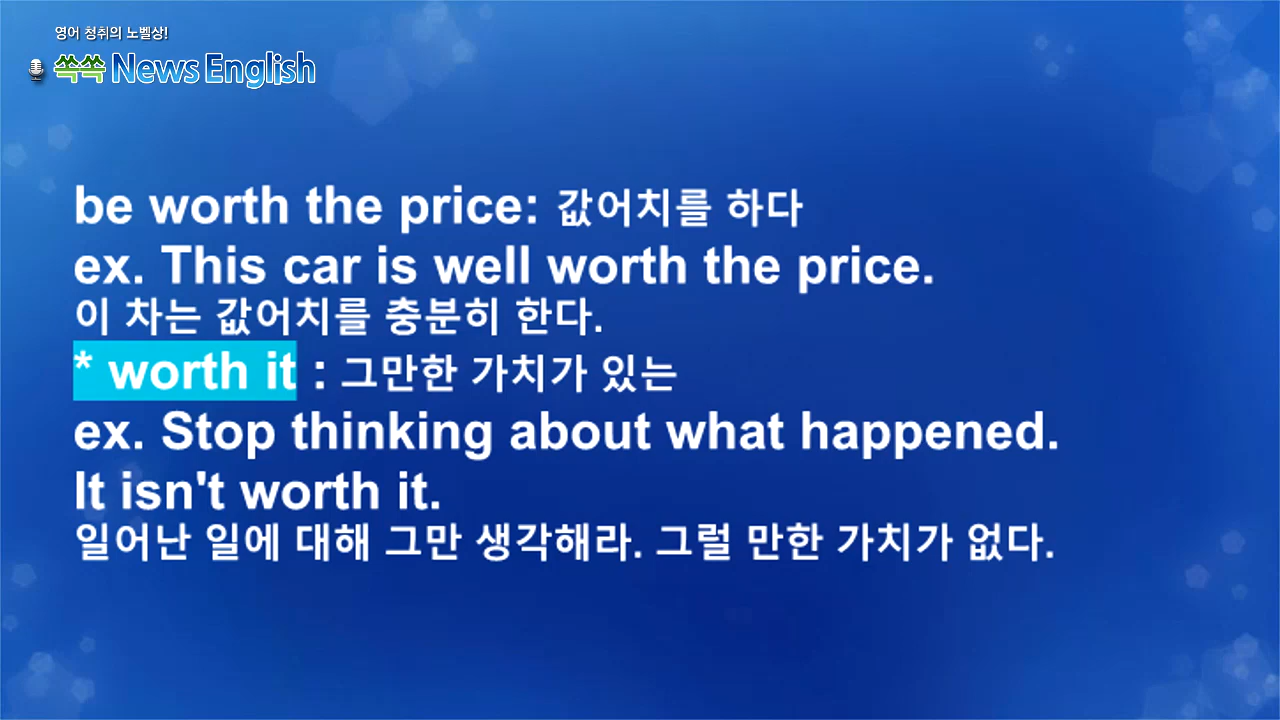 영어 청취의 노벨상!
쏙쏙 News English
be worth the price: 값어치를 하다
ex. This car is well worth the price.
이 차는 값어치를 충분히 한다.
* worth it : 그만한 가치가 있는
ex. Stop thinking about what happened.
It isn't worth it.
일어난 일에 대해 그만 생각해라. 그럴 만한 가치가 없다.